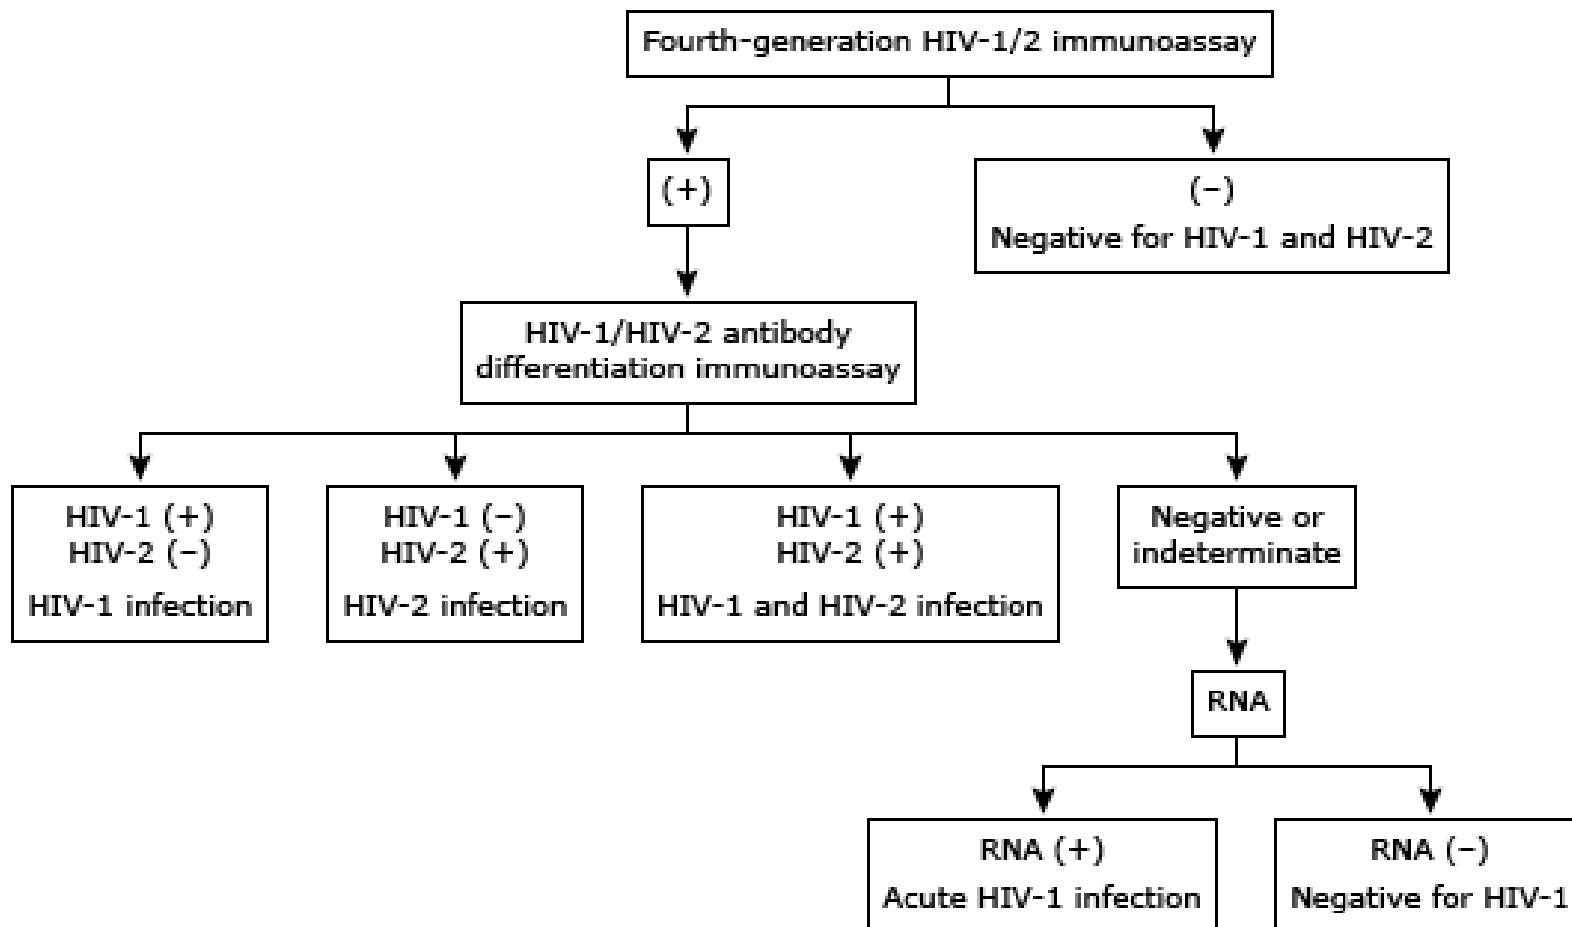 Fourth-generation HIV-1/2 immunoassay
(+)
(–)
Negative for HIV-1 and HIV-2
HIV-1/HIV-2 antibody
differentiation immunoassay
HIV-1 (+)
HIV-2 (–)
HIV-1 infection
HIV-1 (–)
HIV-2 (+)
HIV-2 infection
HIV-1 (+)
HIV-2 (+)
HIV-1 and HIV-2 infection
Negative or
indeterminate
RNA
RNA (+)
Acute HIV-1 infection
RNA (–)
Negative for HIV-1